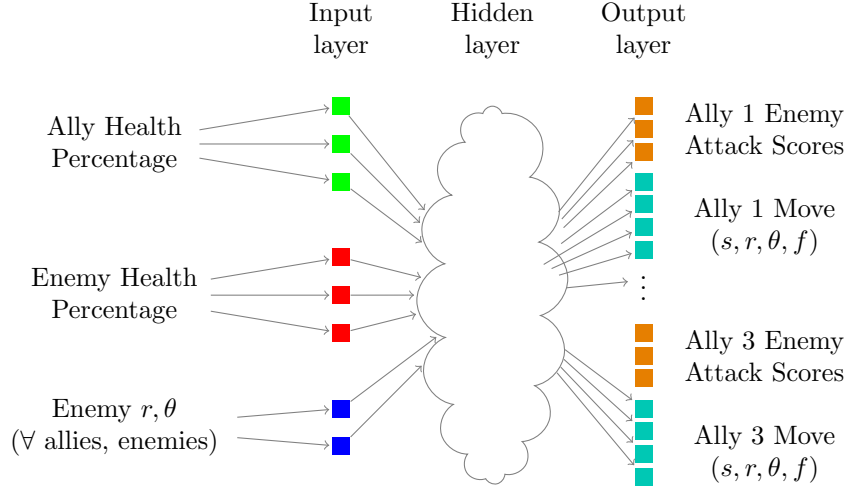 Input
layer
Hidden
layer
Output
layer
Ally Health
Percentage
Enemy Health
Percentage
Enemy r, θ
(∀ allies, enemies)
Ally 1 Enemy
Attack Scores
Ally 1 Move
(s, r, θ, f)
⋮
Ally 3 Enemy
Attack Scores
Ally 3 Move
(s, r, θ, f)